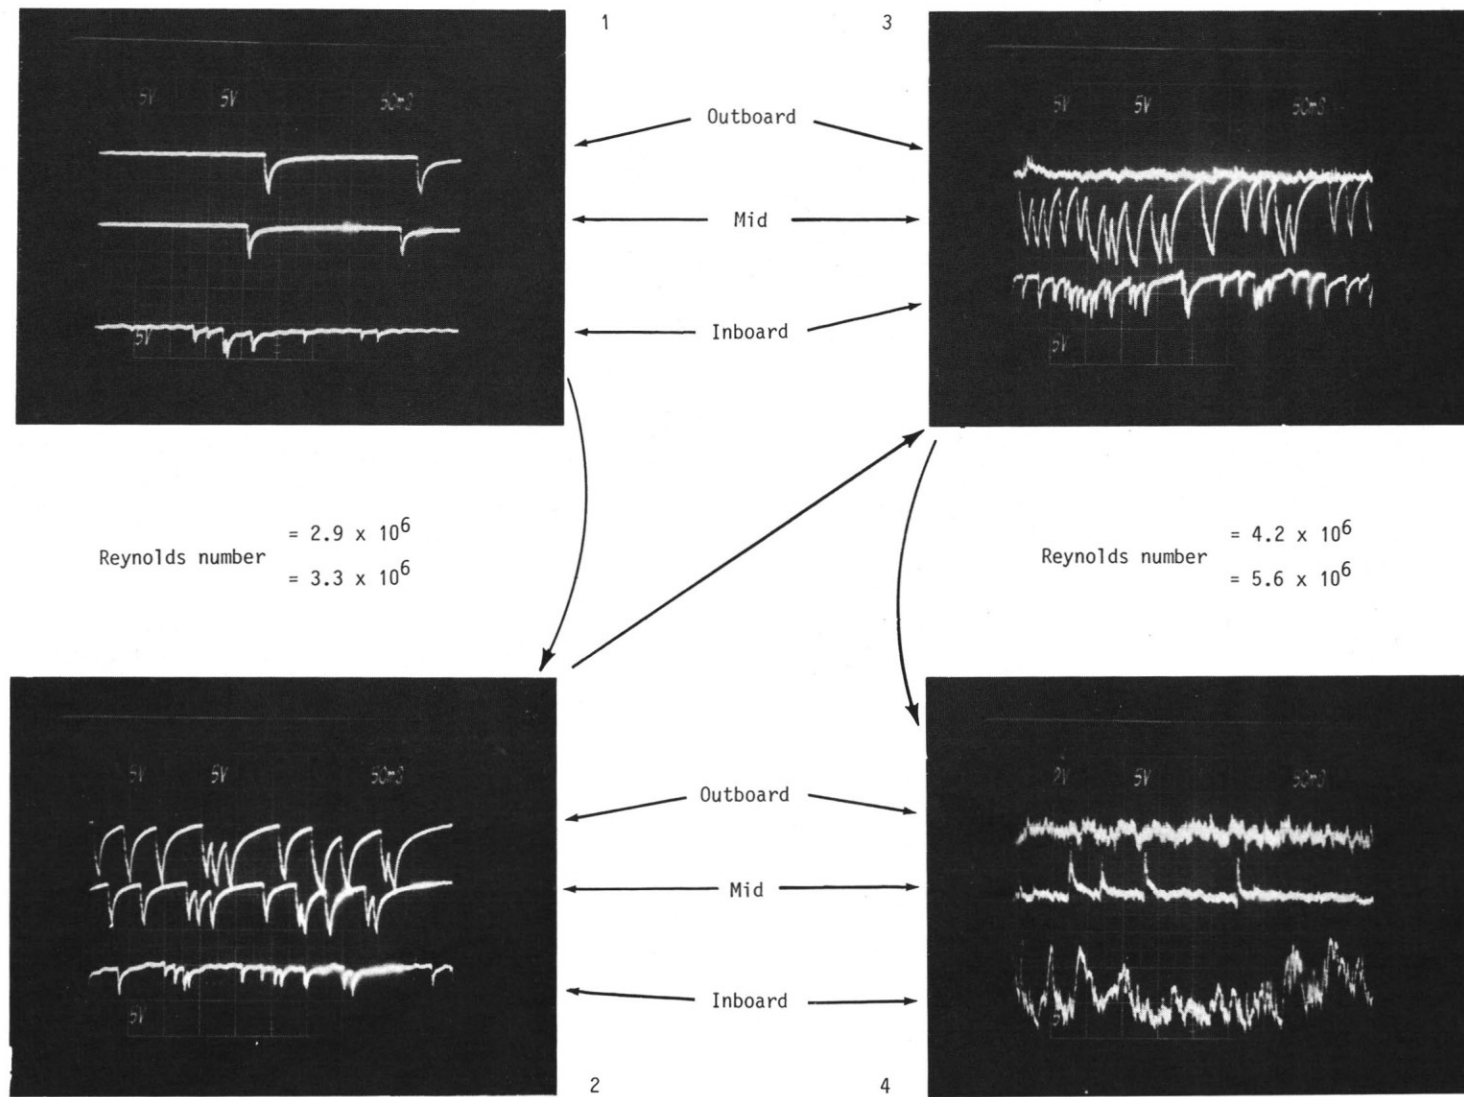 1
3
5V 5V 50mS
5V 5V 50mS
Outboard
Mid
Inboard
5V
5V
Reynolds number = 2.9 x 10^6
= 3.3 x 10^6
Reynolds number = 4.2 x 10^6
= 5.6 x 10^6
5V 5V 50mS
2V 5V 50mS
Outboard
Mid
Inboard
5V
5
2
4